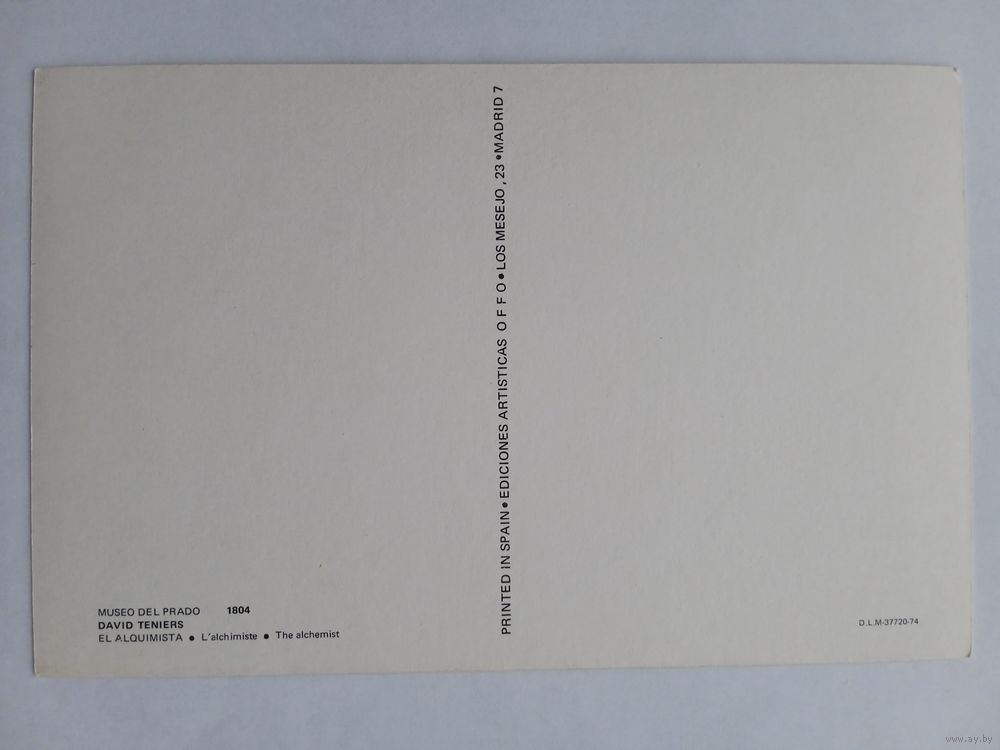 PRINTED IN SPAIN • EDICIONES ARTISTICAS O F F O • LOS MESEJO, 23 • MADRID 7
MUSEO DEL PRADO 1804
DAVID TENIERS
EL ALQUIMISTA • L'alchimiste • The alchemist
D.L.M-37720-74
www.ay.by